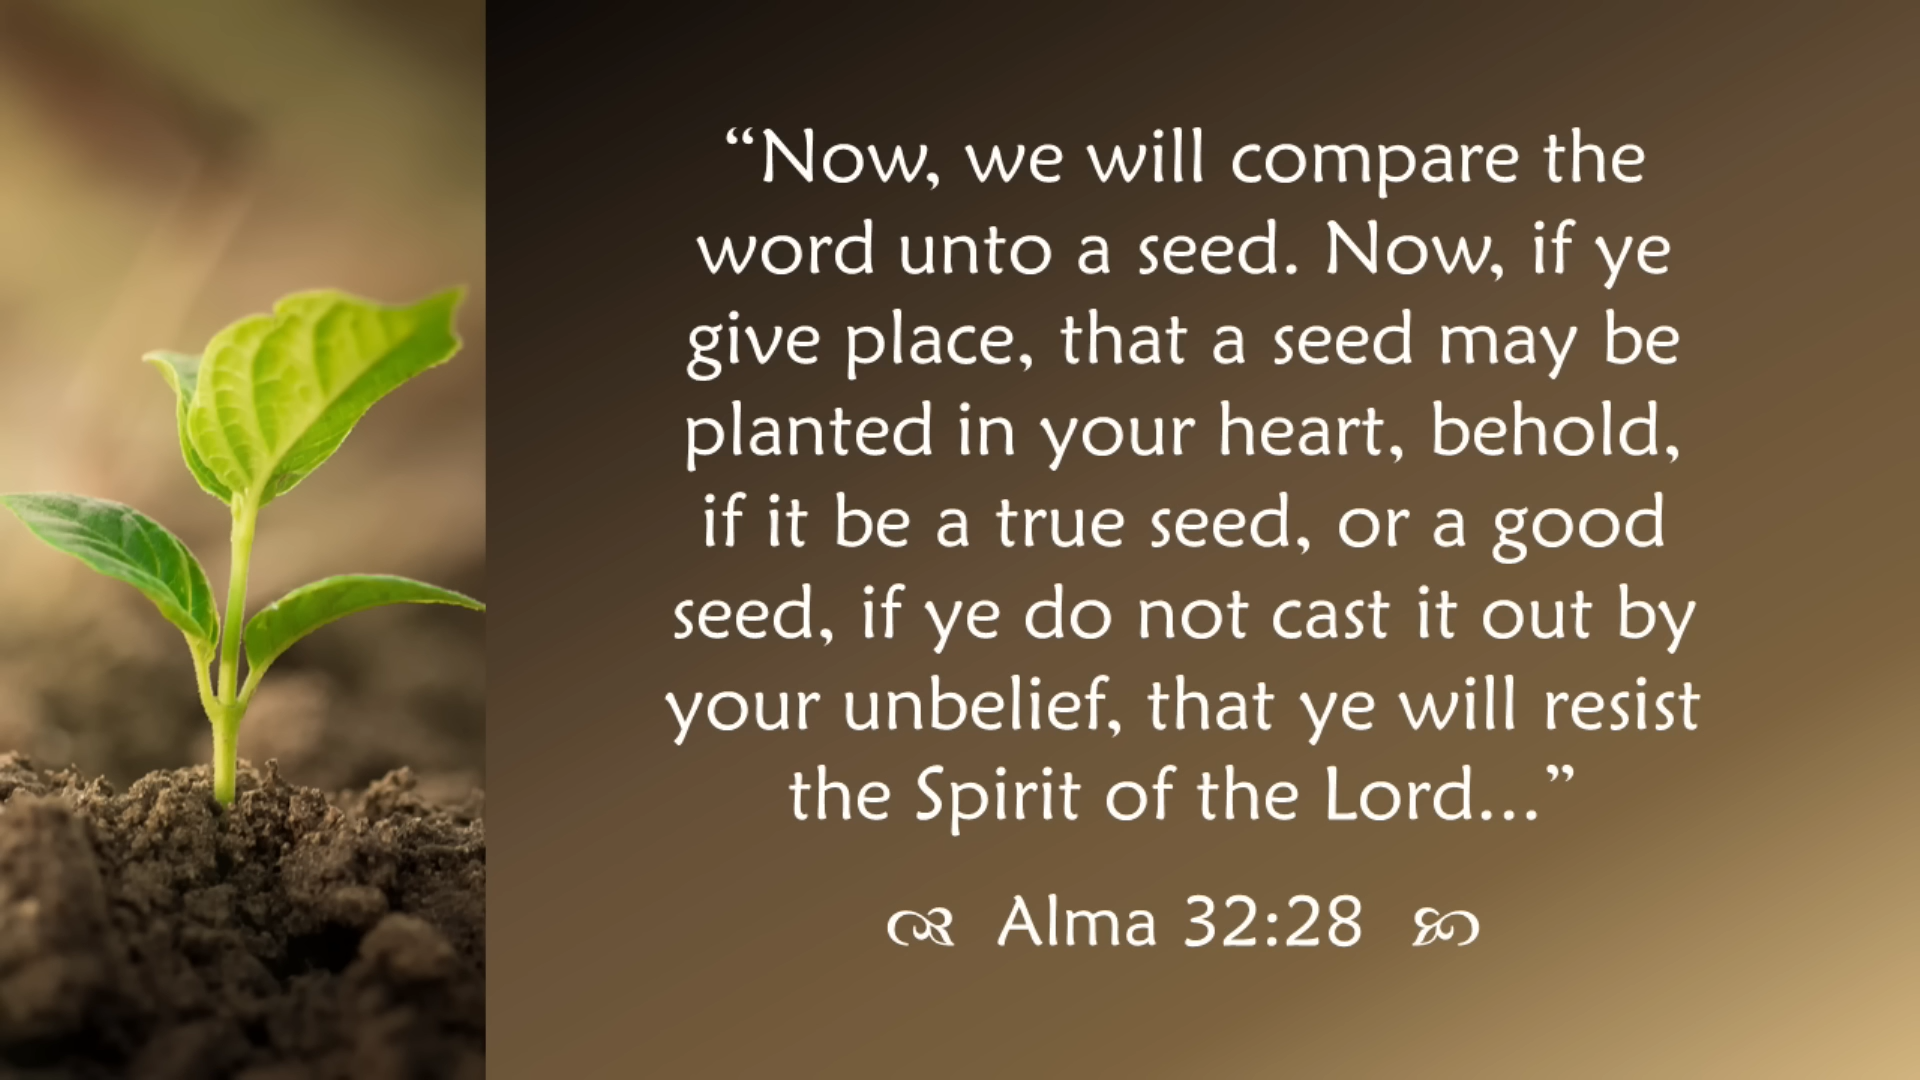 “Now, we will compare the
word unto a seed. Now, if ye
give place, that a seed may be
planted in your heart, behold,
if it be a true seed, or a good
seed, if ye do not cast it out by
your unbelief, that ye will resist
the Spirit of the Lord...”
Alma 32:28